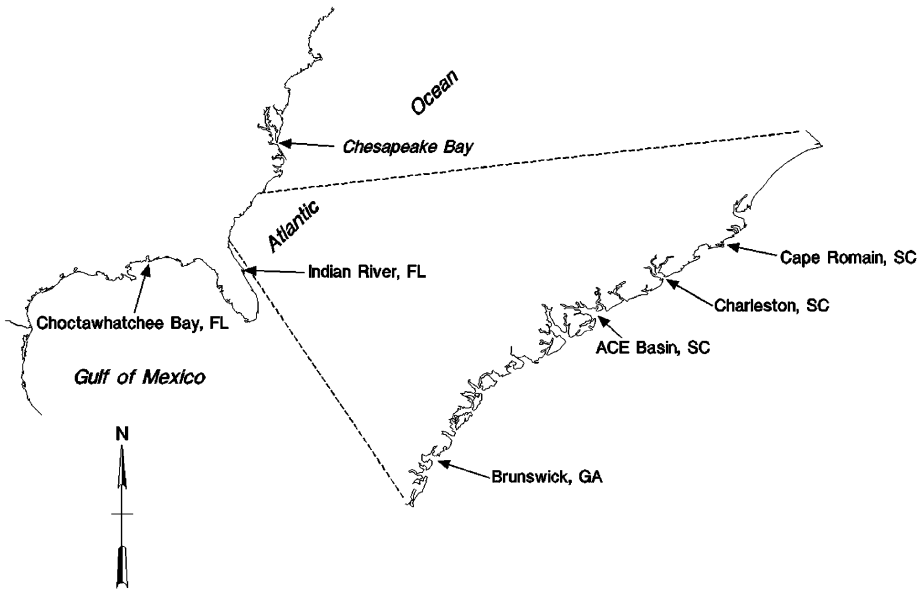 Ocean
Chesapeake Bay
Atlantic
Cape Romain, SC
Indian River, FL
Charleston, SC
Choctawhatchee Bay, FL
ACE Basin, SC
Gulf of Mexico
N
Brunswick, GA